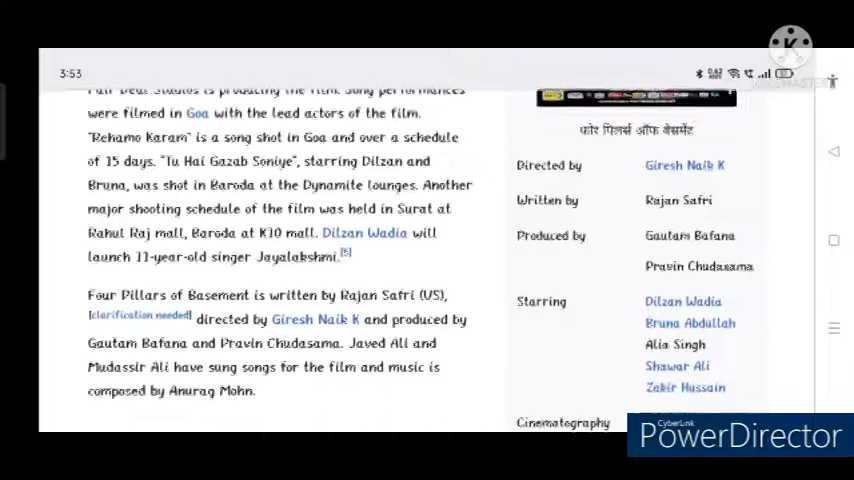 3:53
were filmed in Goa with the lead actors of the film.
"Rehamo Karam" is a song shot in Goa and over a schedule
of 15 days. "Tu Hai Gazab Soniye", starring Dilzan and
Bruna, was shot in Baroda at the Dynamite lounges. Another
major shooting schedule of the film was held in Surat at
Rahul Raj mall, Baroda at K10 mall. Dilzan Wadia will
launch 11-year-old singer Jayalakshmi.
Four Pillars of Basement is written by Rajan Safri (US),
[clarification needed] directed by Giresh Naik K and produced by
Gautam Bafana and Pravin Chudasama. Javed Ali and
Mudassir Ali have sung songs for the film and music is
composed by Anurag Mohn.
फोर पिलर्स ऑफ बेसमेंट
Directed by Giresh Naik K
Written by Rajan Safri
Produced by Gautam Bafana
Pravin Chudasama
Starring Dilzan Wadia
Bruna Abdullah
Alia Singh
Shawar Ali
Zakir Hussain
Cinematography
CyberLink
PowerDirector